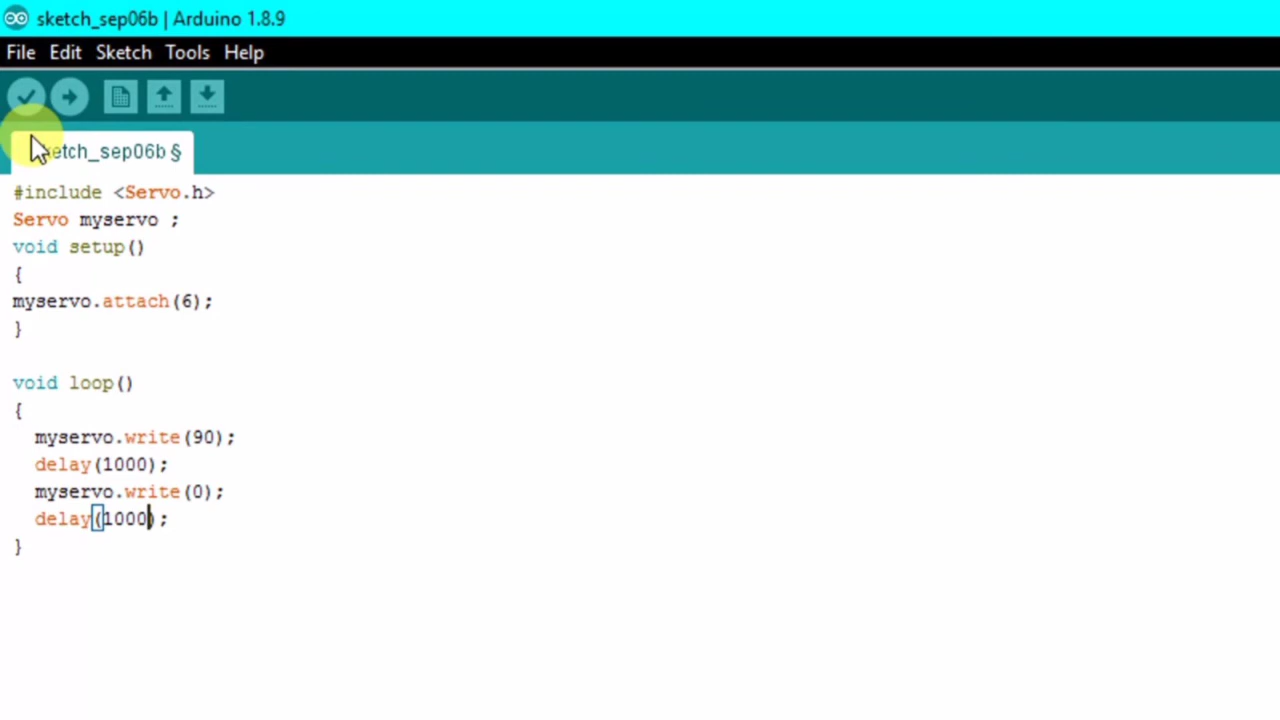 sketch_sep06b | Arduino 1.8.9
File Edit Sketch Tools Help
ketch_sep06b §
#include <Servo.h>
Servo myservo ;
void setup()
{
myservo.attach(6);
}
void loop()
{
myservo.write(90);
delay(1000);
myservo.write(0);
delay(1000);
}